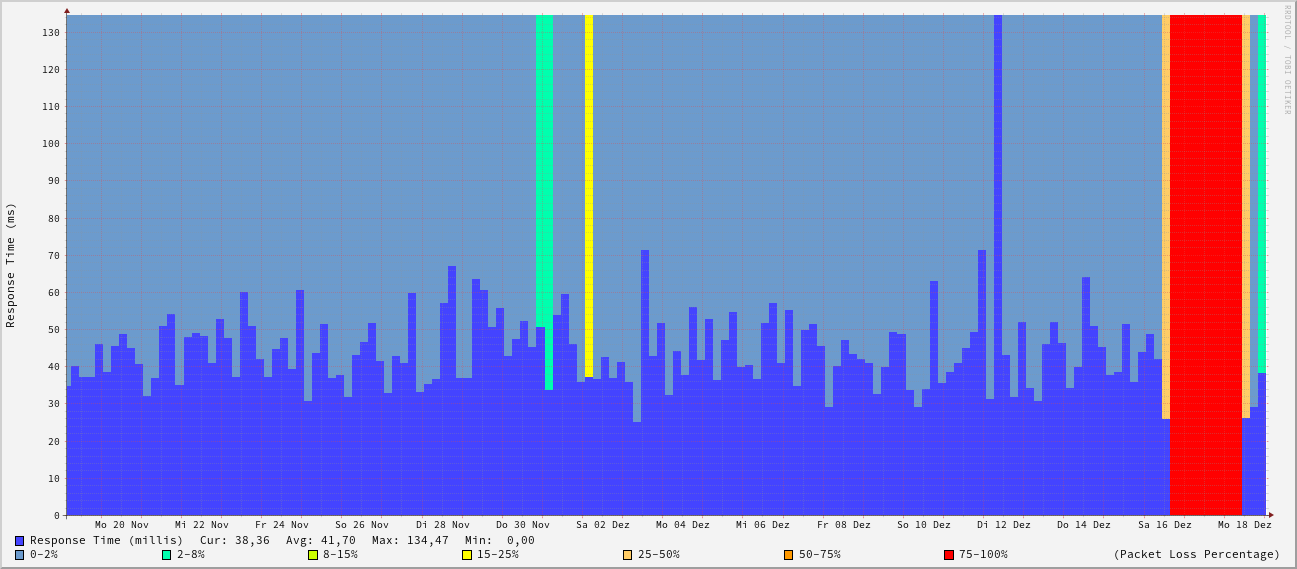 RRDTOOL / TOBI OETIKER
Response Time (ms)
130
120
110
100
90
80
70
60
50
40
30
20
10
0
Mo 20 Nov Mi 22 Nov Fr 24 Nov So 26 Nov Di 28 Nov Do 30 Nov Sa 02 Dez Mo 04 Dez Mi 06 Dez Fr 08 Dez So 10 Dez Di 12 Dez Do 14 Dez Sa 16 Dez Mo 18 Dez
Response Time (millis) Cur: 38,36 Avg: 41,70 Max: 134,47 Min: 0,00
0-2% 2-8% 8-15% 15-25% 25-50% 50-75% 75-100% (Packet Loss Percentage)